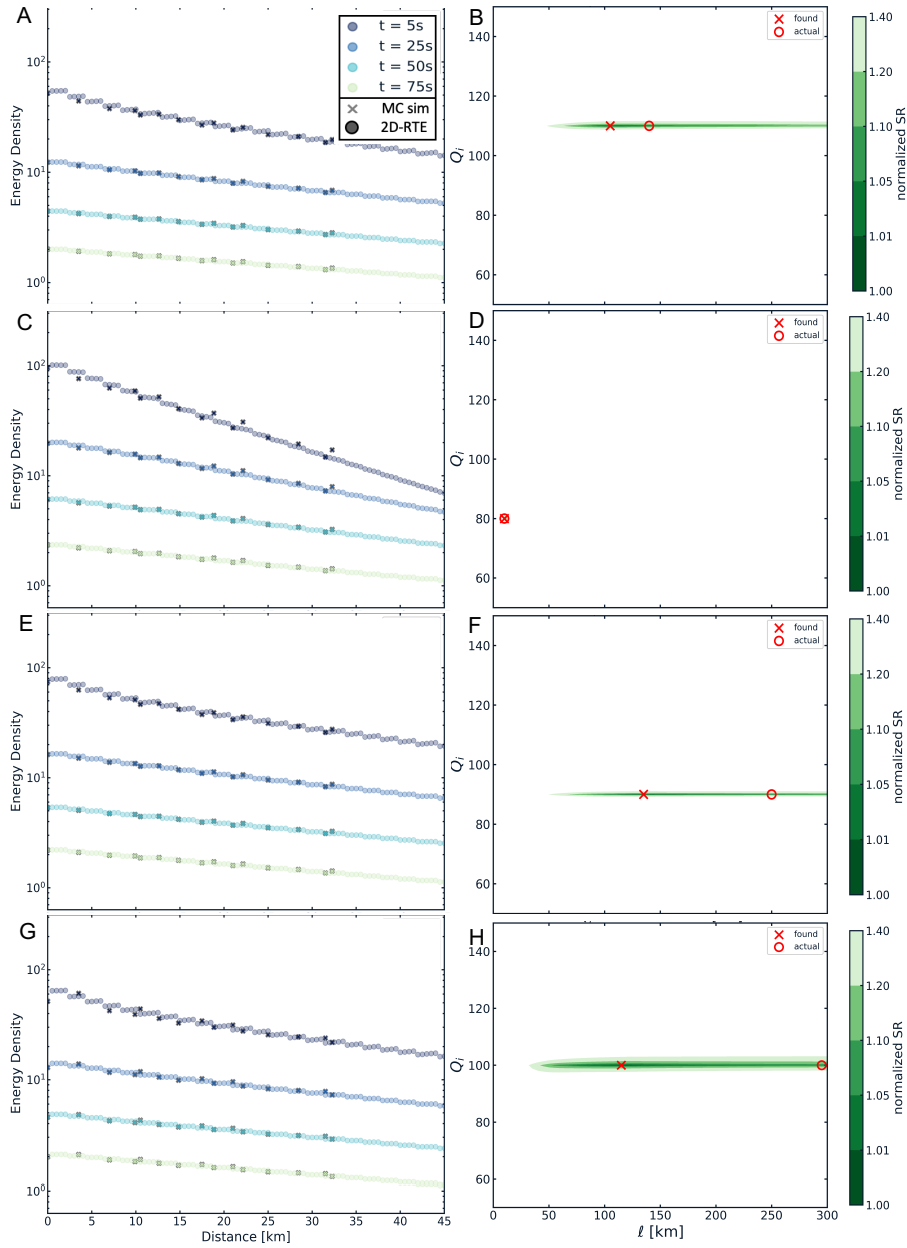 A
10²
10¹
10⁰
Energy Density
t = 5s
t = 25s
t = 50s
t = 75s
MC sim
2D-RTE
B
140
120
100
80
60
Qᵢ
found
actual
1.40
1.20
1.10
1.05
1.01
1.00
normalized SR
C
10²
10¹
10⁰
Energy Density
D
140
120
100
80
60
Qᵢ
found
actual
1.40
1.20
1.10
1.05
1.01
1.00
normalized SR
E
10²
10¹
10⁰
Energy Density
F
140
120
100
80
60
Qᵢ
found
actual
1.40
1.20
1.10
1.05
1.01
1.00
normalized SR
G
10²
10¹
10⁰
Energy Density
0 5 10 15 20 25 30 35 40 45
Distance [km]
H
140
120
100
80
60
Qᵢ
found
actual
0 50 100 150 200 250 300
ℓ [km]
1.40
1.20
1.10
1.05
1.01
1.00
normalized SR